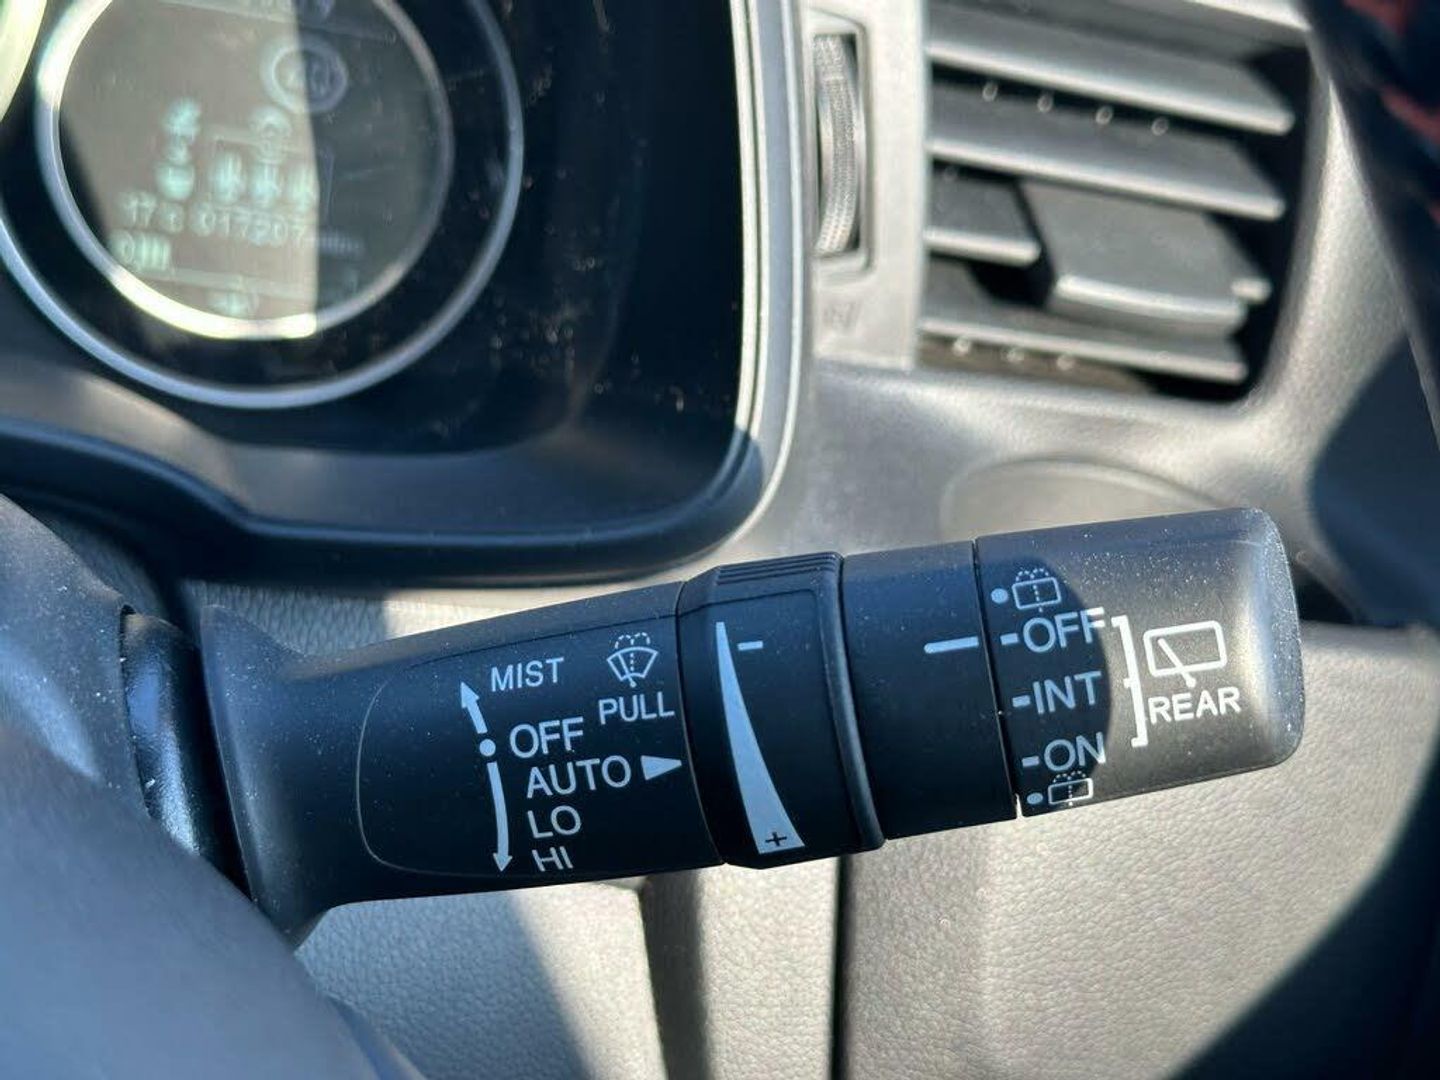 MIST
PULL
OFF
AUTO
LO
HI
-
+
OFF
INT
ON
REAR